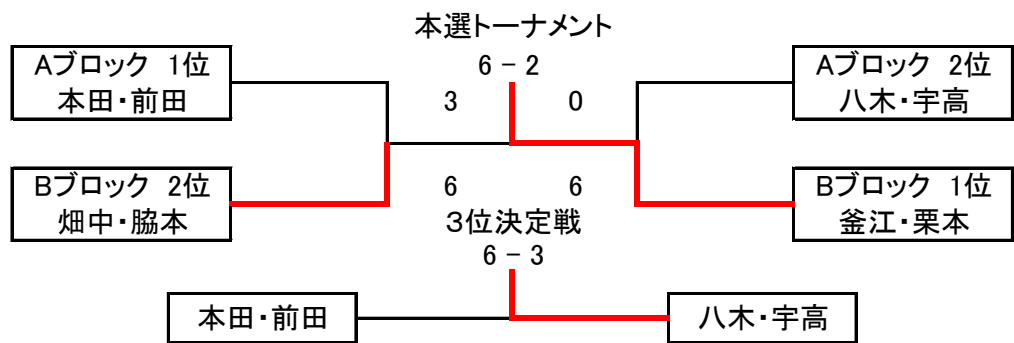 本選トーナメント
6 － 2
Aブロック 1位
本田・前田
3
0
Aブロック 2位
八木・宇高
Bブロック 2位
畑中・脇本
6
6
Bブロック 1位
釜江・栗本
３位決定戦
6 － 3
本田・前田
八木・宇高